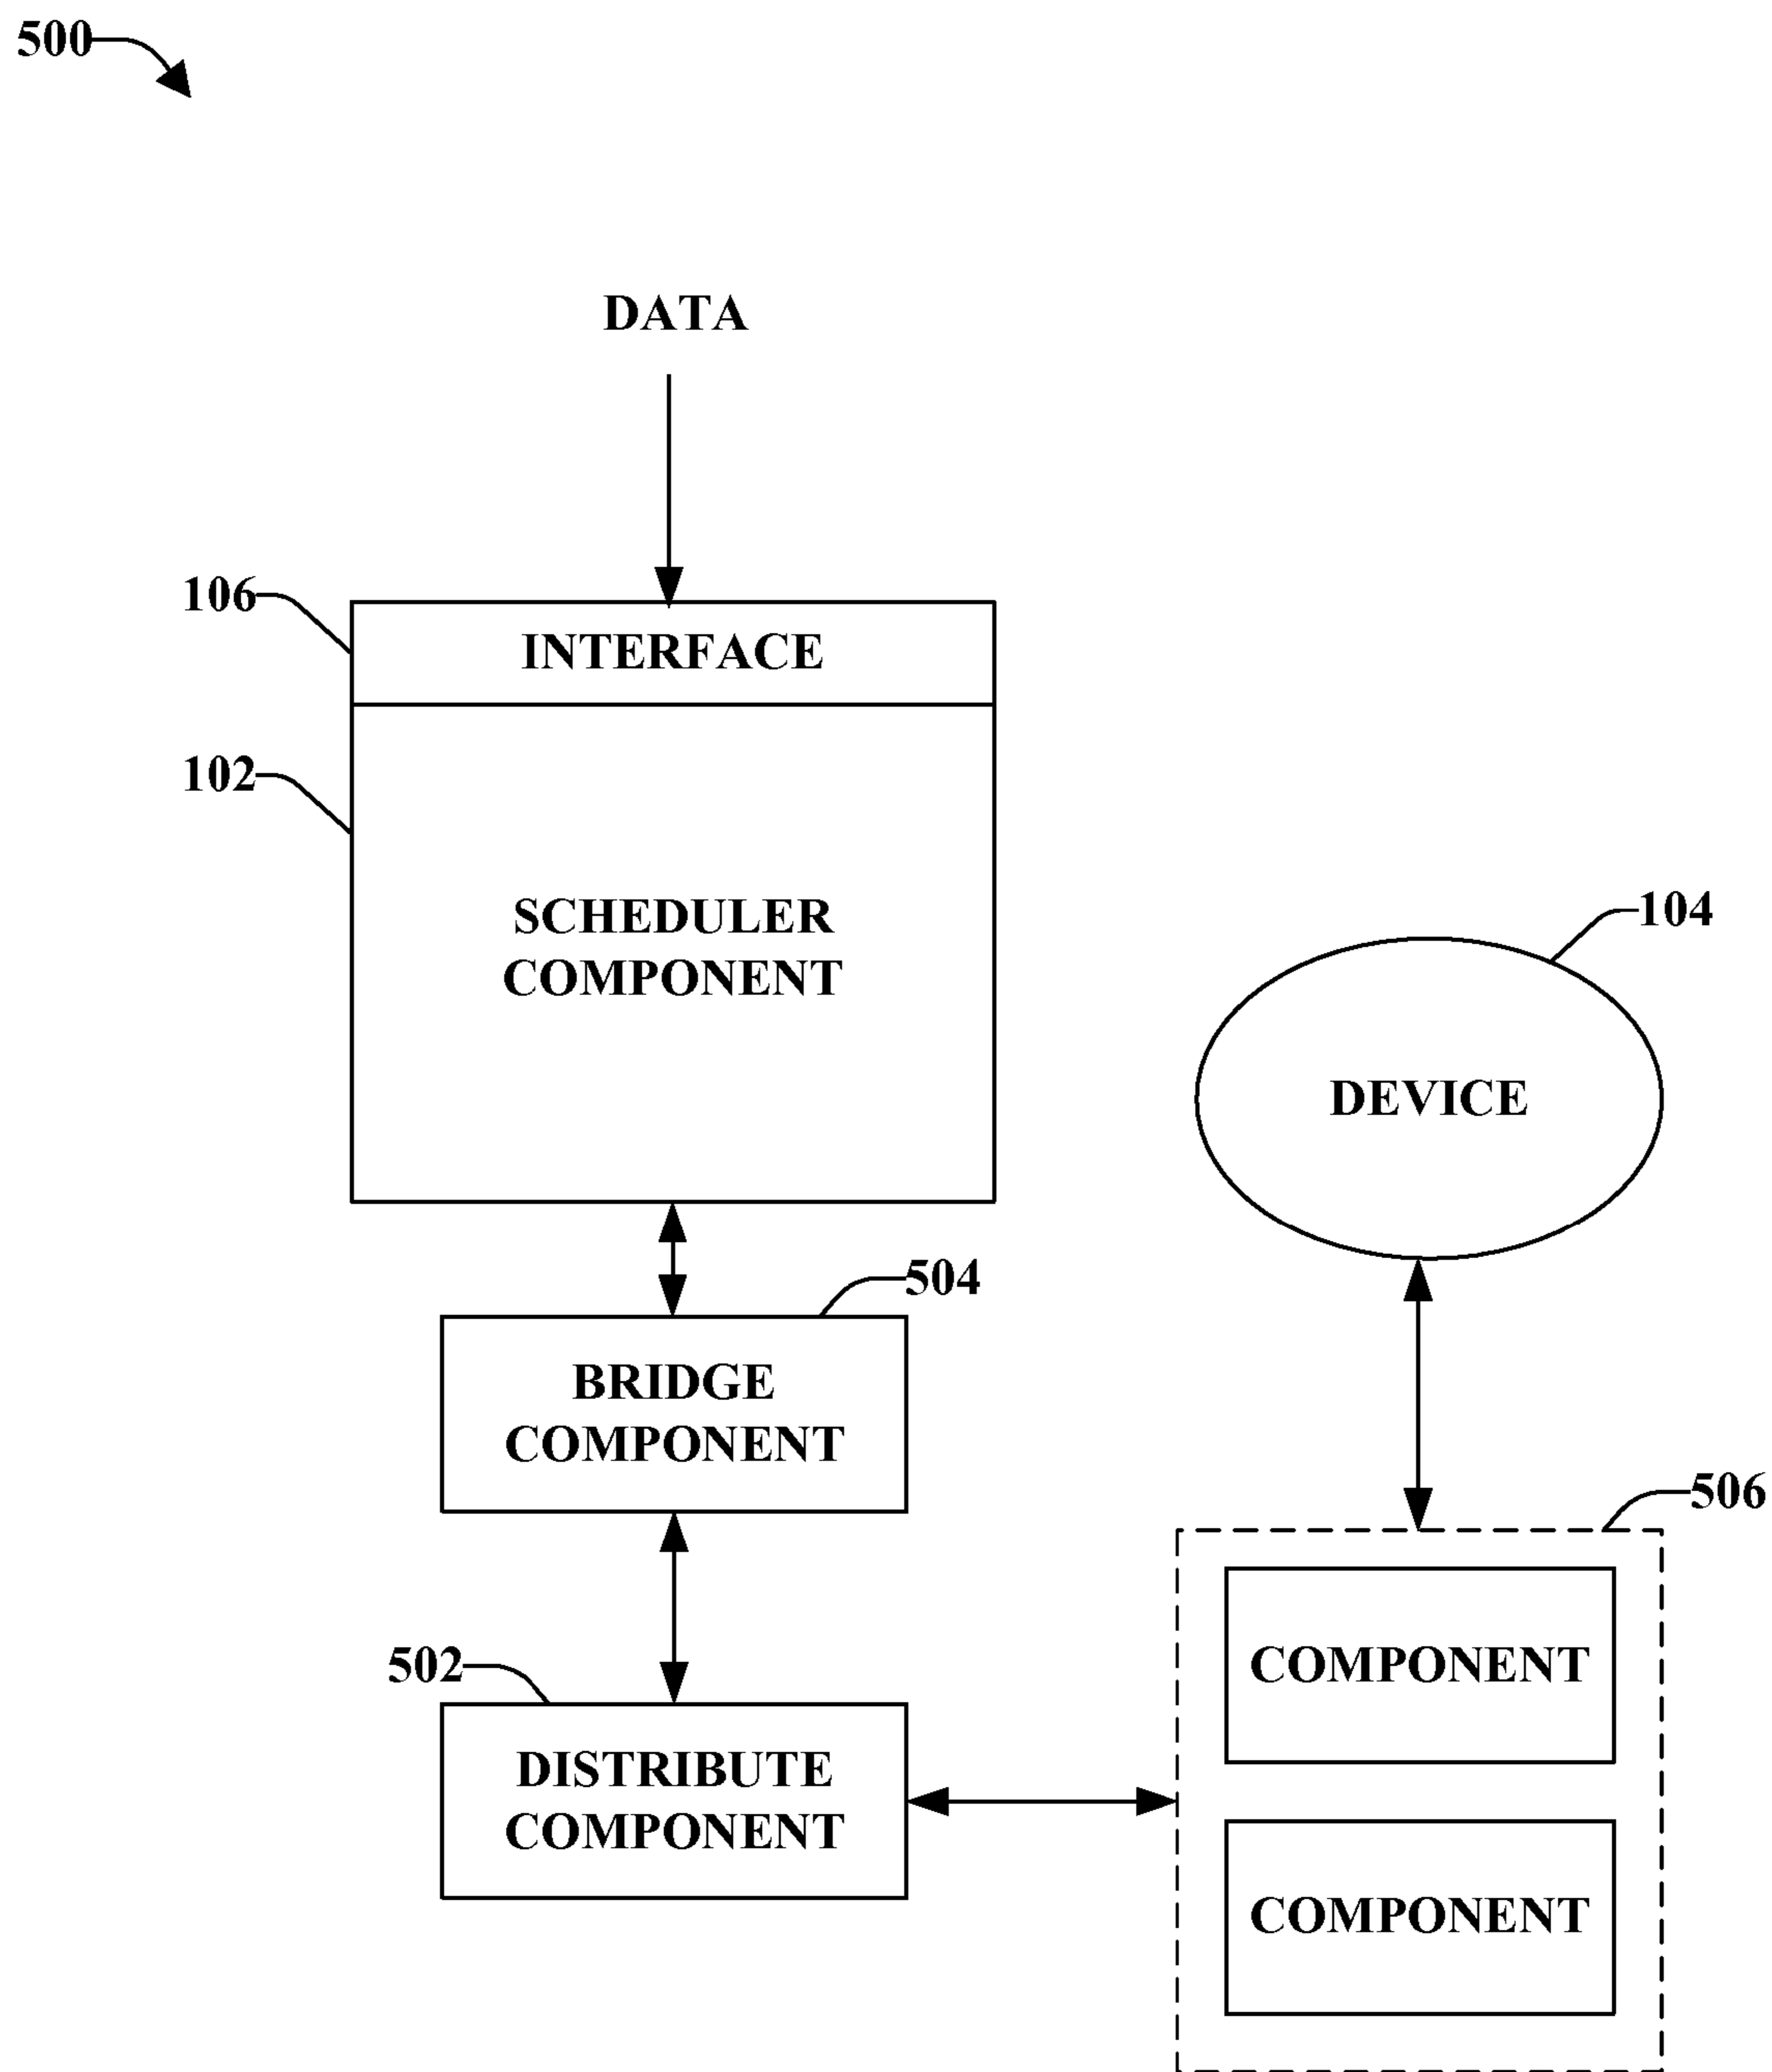 500
DATA
106
INTERFACE
102
SCHEDULER
COMPONENT
104
DEVICE
504
BRIDGE
COMPONENT
506
502
DISTRIBUTE
COMPONENT
COMPONENT
COMPONENT